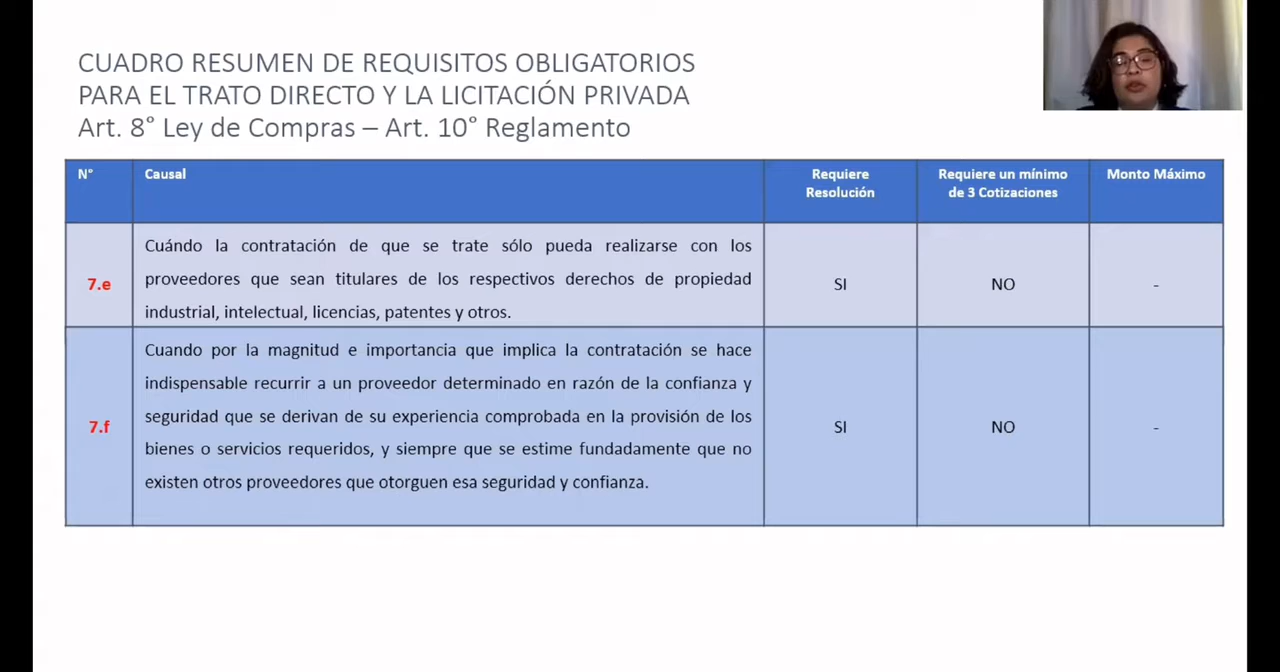 CUADRO RESUMEN DE REQUISITOS OBLIGATORIOS
PARA EL TRATO DIRECTO Y LA LICITACIÓN PRIVADA
Art. 8° Ley de Compras – Art. 10° Reglamento
N°
Causal
Requiere
Resolución
Requiere un mínimo
de 3 Cotizaciones
Monto Máximo
7.e
Cuándo la contratación de que se trate sólo pueda realizarse con los
proveedores que sean titulares de los respectivos derechos de propiedad
industrial, intelectual, licencias, patentes y otros.
SI
NO
-
7.f
Cuando por la magnitud e importancia que implica la contratación se hace
indispensable recurrir a un proveedor determinado en razón de la confianza y
seguridad que se derivan de su experiencia comprobada en la provisión de los
bienes o servicios requeridos, y siempre que se estime fundadamente que no
existen otros proveedores que otorguen esa seguridad y confianza.
SI
NO
-